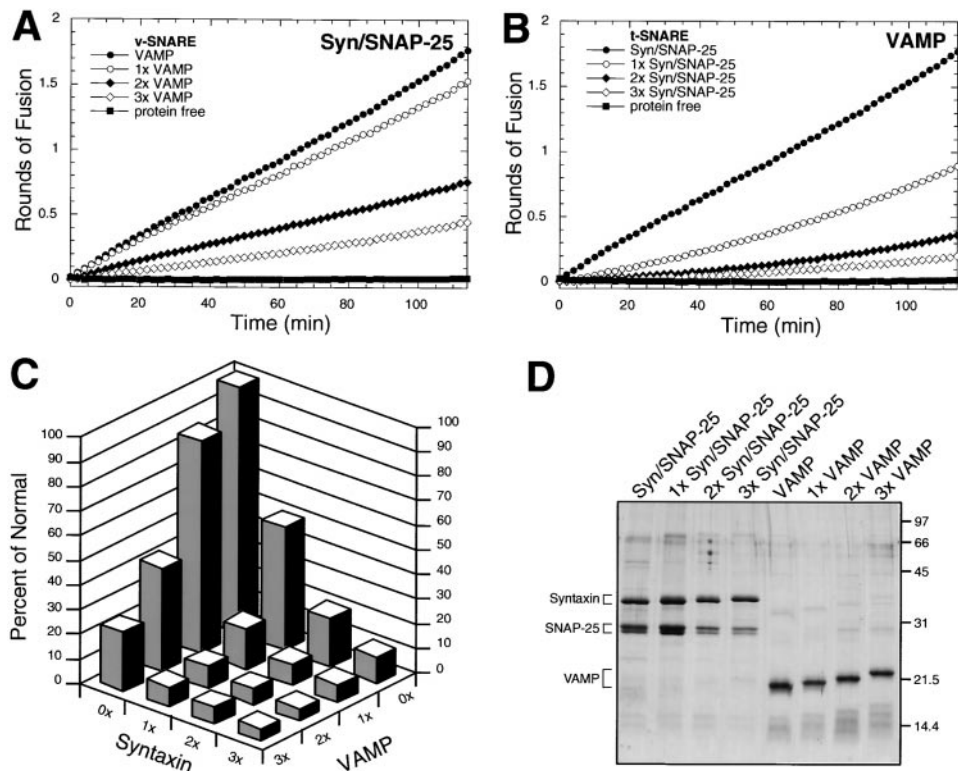 A
v-SNARE
Syn/SNAP-25
VAMP
1x VAMP
2x VAMP
3x VAMP
protein free
Rounds of Fusion
2
1.5
1
0.5
0
0 20 40 60 80 100
Time (min)
B
t-SNARE
VAMP
Syn/SNAP-25
1x Syn/SNAP-25
2x Syn/SNAP-25
3x Syn/SNAP-25
protein free
Rounds of Fusion
2
1.5
1
0.5
0
0 20 40 60 80 100
Time (min)
C
Percent of Normal
100
90
80
70
60
50
40
30
20
10
0
100
90
80
70
60
50
40
30
20
10
0
0x 1x 2x 3x
Syntaxin
3x 2x 1x 0x
VAMP
D
Syn/SNAP-25
1x Syn/SNAP-25
2x Syn/SNAP-25
3x Syn/SNAP-25
VAMP
1x VAMP
2x VAMP
3x VAMP
Syntaxin
SNAP-25
VAMP
97
66
45
31
21.5
14.4